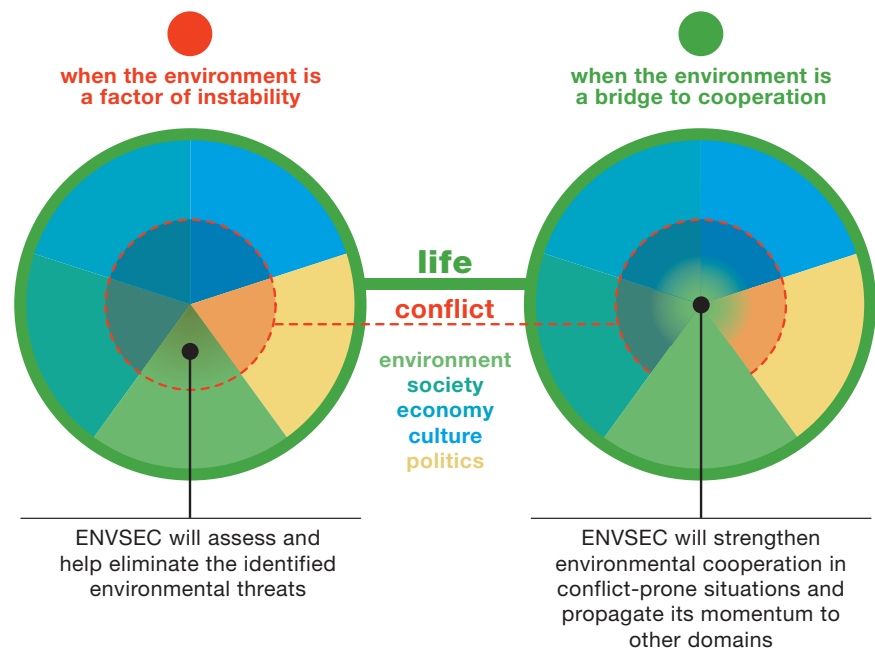 when the environment is
a factor of instability
when the environment is
a bridge to cooperation
life
conflict
environment
society
economy
culture
politics
ENVSEC will assess and
help eliminate the identified
environmental threats
ENVSEC will strengthen
environmental cooperation in
conflict-prone situations and
propagate its momentum to
other domains